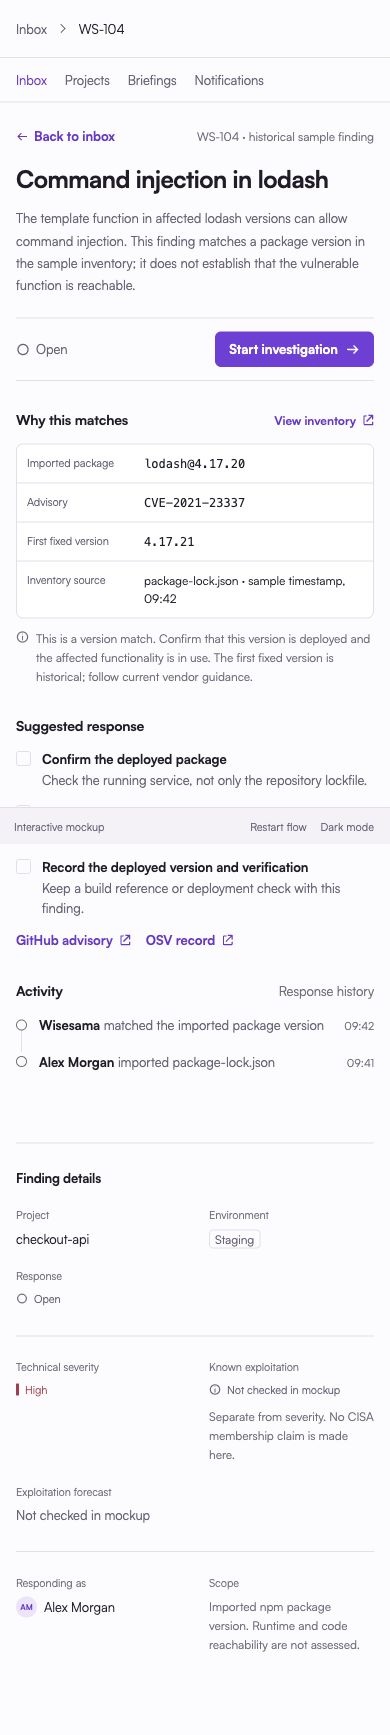 Inbox > WS-104
Inbox Projects Briefings Notifications
← Back to inbox WS-104 · historical sample finding
Command injection in lodash
The template function in affected lodash versions can allow
command injection. This finding matches a package version in
the sample inventory; it does not establish that the vulnerable
function is reachable.
Open Start investigation →
Why this matches View inventory
Imported package lodash@4.17.20
Advisory CVE-2021-23337
First fixed version 4.17.21
Inventory source package-lock.json · sample timestamp,
09:42
This is a version match. Confirm that this version is deployed and
the affected functionality is in use. The first fixed version is
historical; follow current vendor guidance.
Suggested response
Confirm the deployed package
Check the running service, not only the repository lockfile.
Interactive mockup Restart flow Dark mode
Record the deployed version and verification
Keep a build reference or deployment check with this
finding.
GitHub advisory OSV record
Activity Response history
Wisesama matched the imported package version 09:42
Alex Morgan imported package-lock.json 09:41
Finding details
Project Environment
checkout-api Staging
Response
Open
Technical severity Known exploitation
High Not checked in mockup
Separate from severity. No CISA
membership claim is made
here.
Exploitation forecast
Not checked in mockup
Responding as Scope
AM Alex Morgan Imported npm package
version. Runtime and code
reachability are not assessed.